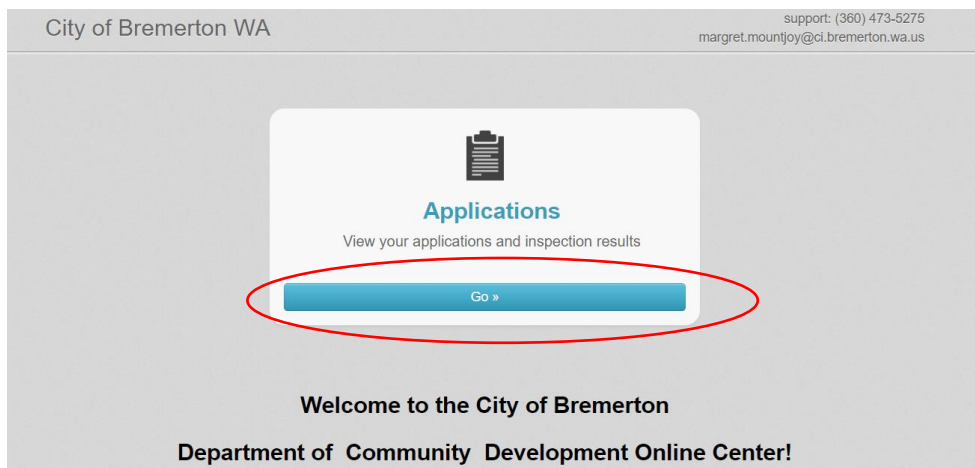 City of Bremerton WA
support: (360) 473-5275
margret.mountjoy@ci.bremerton.wa.us
Applications
View your applications and inspection results
Go »
Welcome to the City of Bremerton
Department of Community Development Online Center!